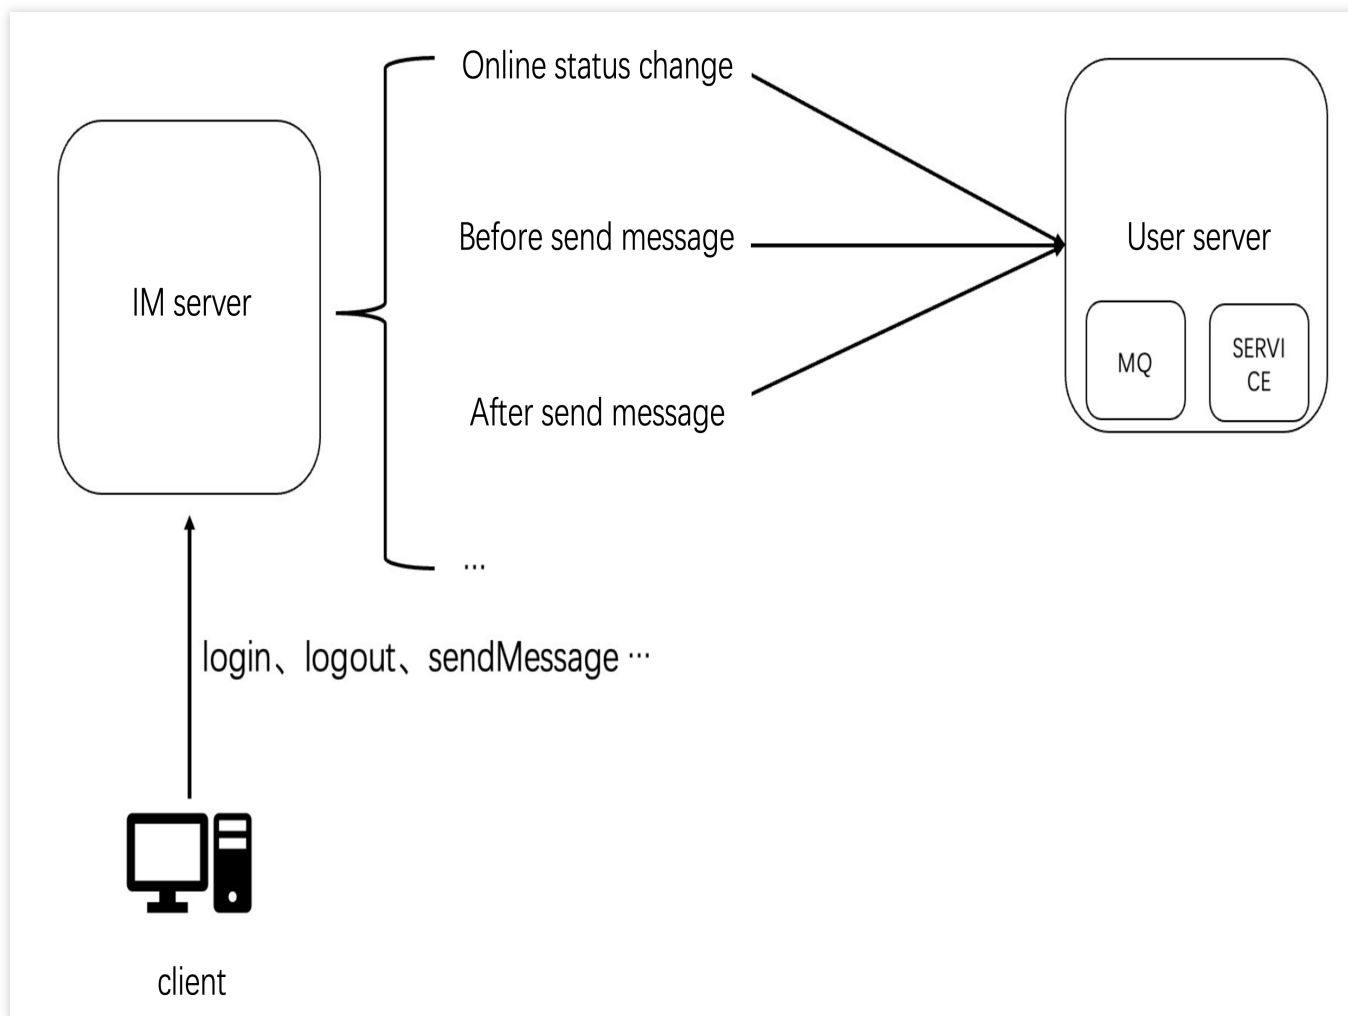 Online status change
Before send message
User server
IM server
MQ
SERVI
CE
After send message
...
login、logout、sendMessage ...
client